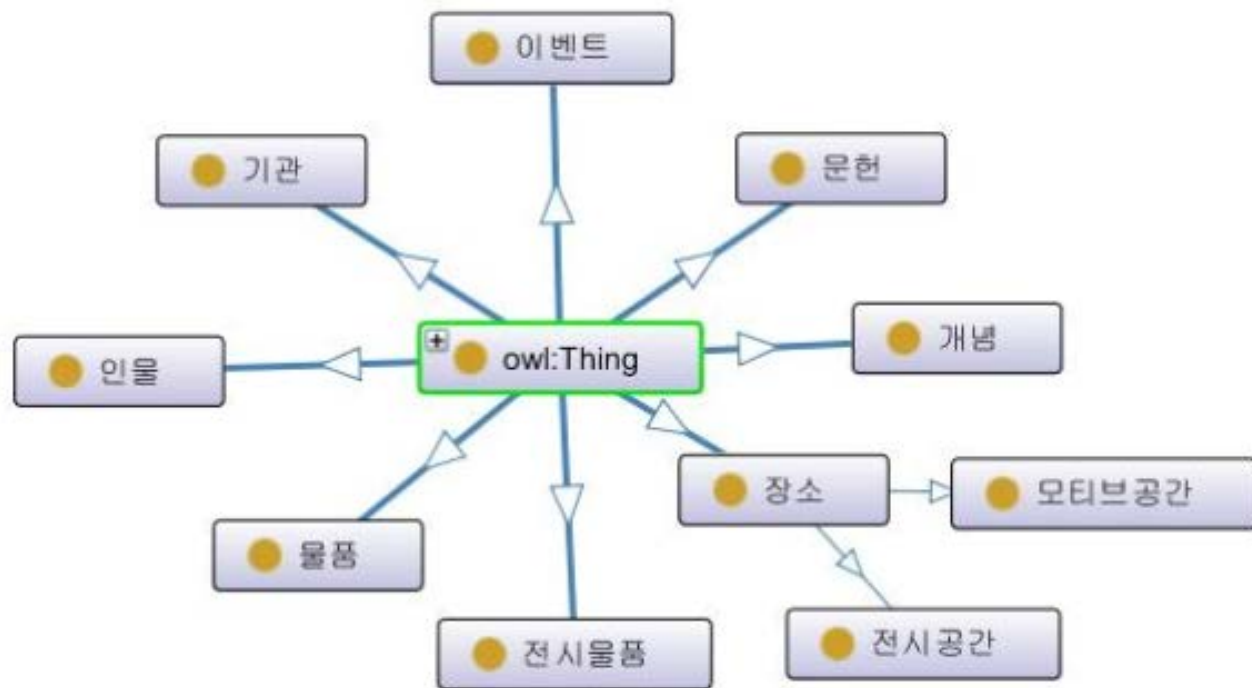 이벤트
기관
문헌
owl:Thing
개념
인물
장소
모티브공간
물품
전시물품
전시공간